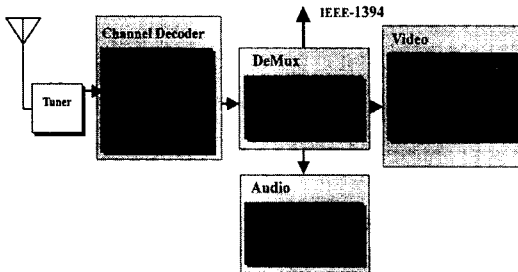 IEEE-1394
Channel Decoder
Video
DeMux
Tuner
Audio